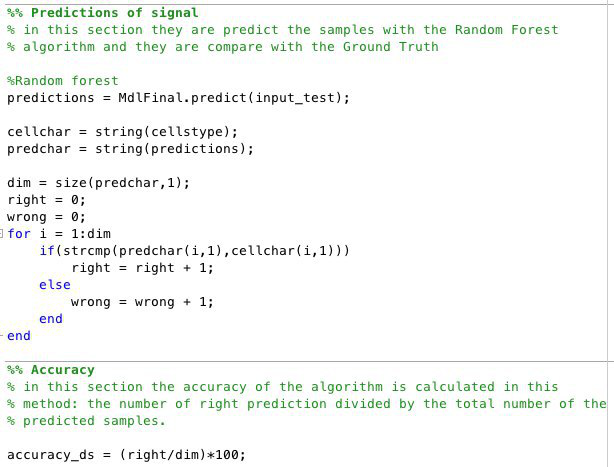 %% Predictions of signal
% in this section they are predict the samples with the Random Forest
% algorithm and they are compare with the Ground Truth
%Random forest
predictions = MdlFinal.predict(input_test);
cellchar = string(cellstype);
predchar = string(predictions);
dim = size(predchar,1);
right = 0;
wrong = 0;
for i = 1:dim
if(strcmp(predchar(i,1),cellchar(i,1)))
right = right + 1;
else
wrong = wrong + 1;
end
end
%% Accuracy
% in this section the accuracy of the algorithm is calculated in this
% method: the number of right prediction divided by the total number of the
% predicted samples.
accuracy_ds = (right/dim)*100;